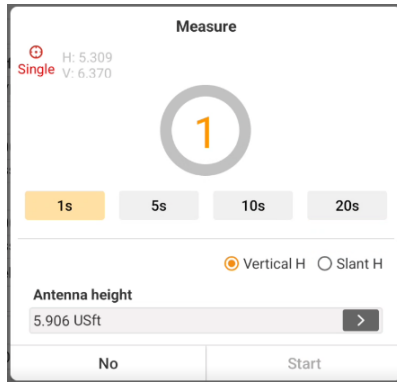 Measure
H: 5.309
Single V: 6.370
1
1s 5s 10s 20s
Vertical H Slant H
Antenna height
5.906 USft
No Start